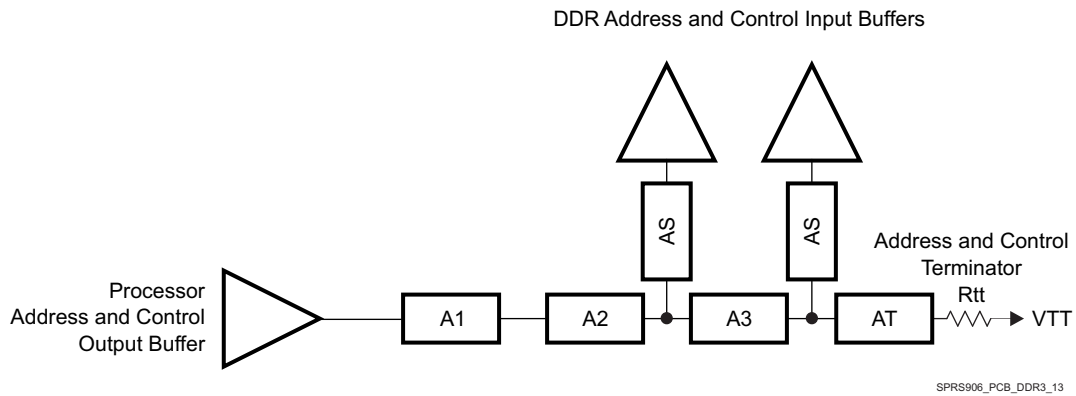 DDR Address and Control Input Buffers
AS
AS
Address and Control
Terminator
Rtt
Processor
Address and Control
Output Buffer
A1
A2
A3
AT
VTT
SPRS906_PCB_DDR3_13